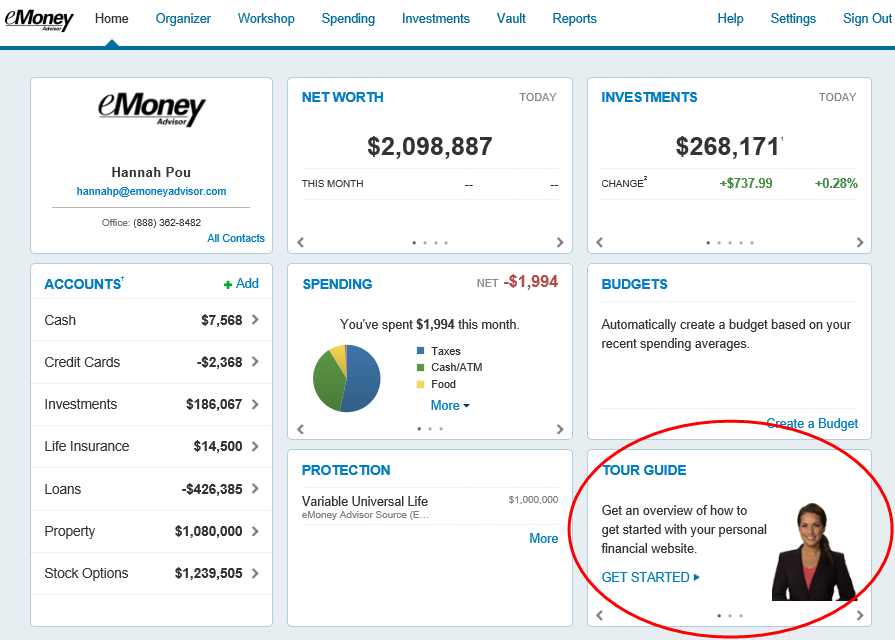 eMoney Advisor Home Organizer Workshop Spending Investments Vault Reports Help Settings Sign Out
eMoney
Advisor
Hannah Pou
hannahp@emoneyadvisor.com
Office: (888) 362-8482
All Contacts
NET WORTH TODAY
$2,098,887
THIS MONTH -- --
INVESTMENTS TODAY
$268,171¹
CHANGE² +$737.99 +0.28%
ACCOUNTS† + Add
Cash $7,568
Credit Cards -$2,368
Investments $186,067
Life Insurance $14,500
Loans -$426,385
Property $1,080,000
Stock Options $1,239,505
SPENDING NET -$1,994
You've spent $1,994 this month.
Taxes
Cash/ATM
Food
More
BUDGETS
Automatically create a budget based on your
recent spending averages.
Create a Budget
PROTECTION
Variable Universal Life $1,000,000
eMoney Advisor Source (E...
More
TOUR GUIDE
Get an overview of how to
get started with your personal
financial website.
GET STARTED